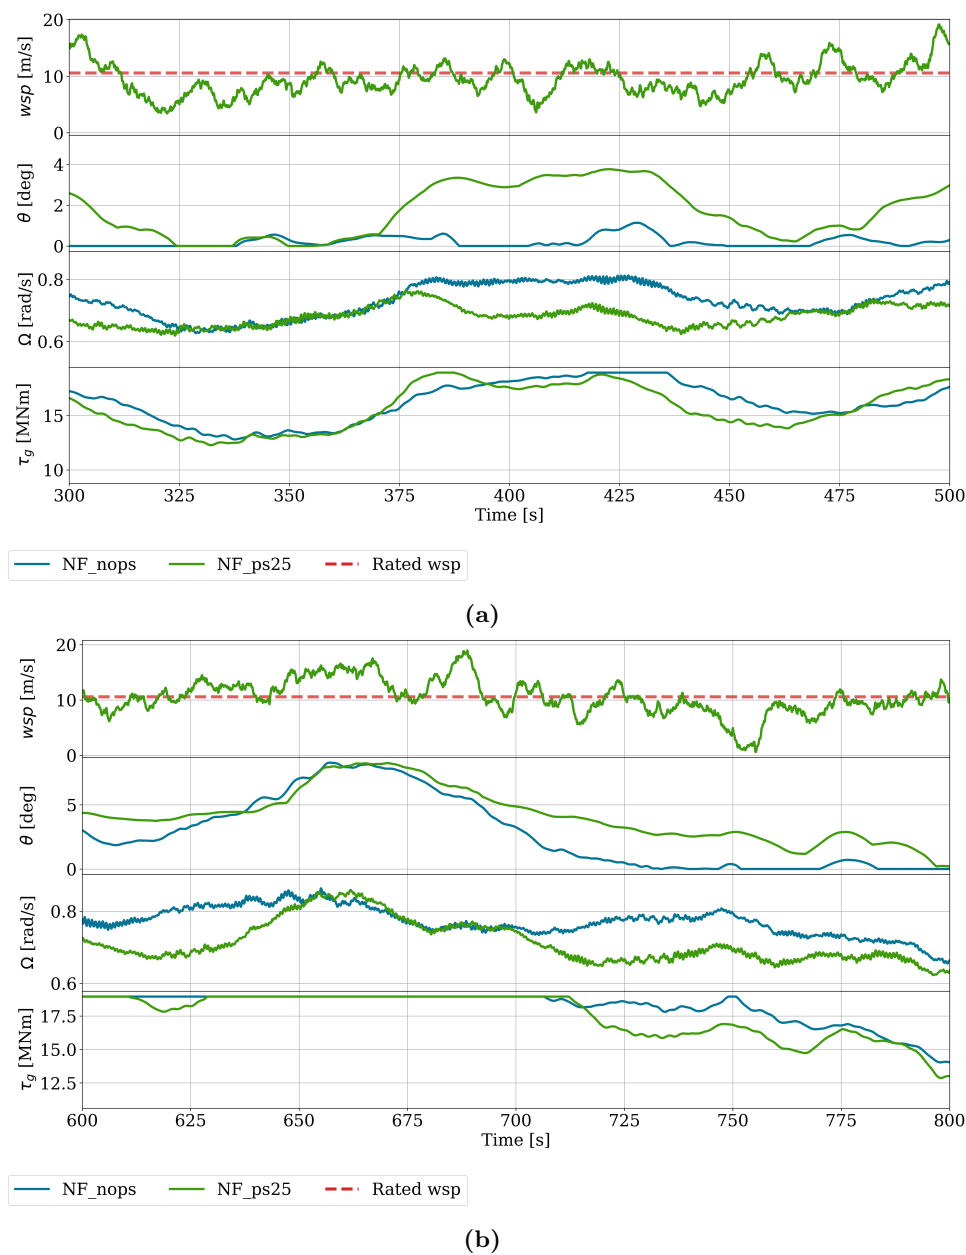 20
10
0
wsp [m/s]
4
2
0
θ [deg]
0.8
0.6
Ω [rad/s]
15
10
τg [MNm]
300 325 350 375 400 425 450 475 500
Time [s]
NF_nops NF_ps25 Rated wsp
(a)
20
10
0
wsp [m/s]
5
0
θ [deg]
0.8
0.6
Ω [rad/s]
17.5
15.0
12.5
τg [MNm]
600 625 650 675 700 725 750 775 800
Time [s]
NF_nops NF_ps25 Rated wsp
(b)